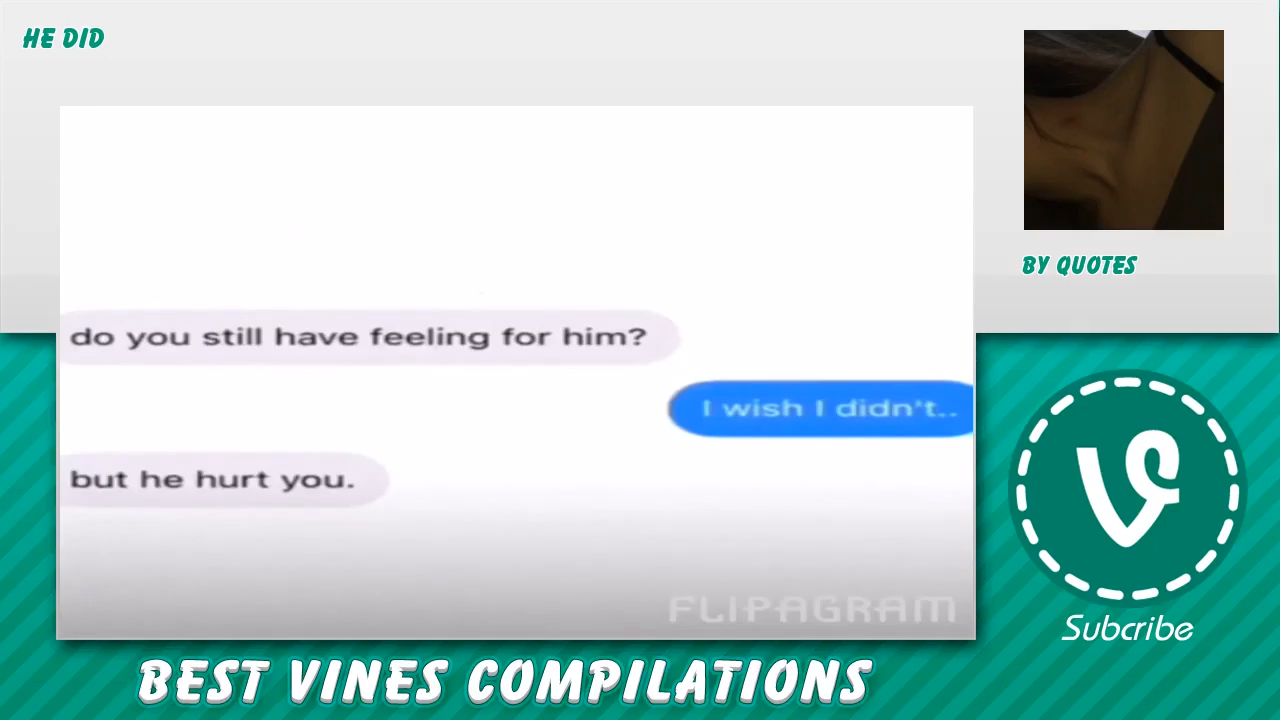 HE DID
BY QUOTES
do you still have feeling for him?
I wish I didn't..
but he hurt you.
FLIPAGRAM
Subcribe
BEST VINES COMPILATIONS